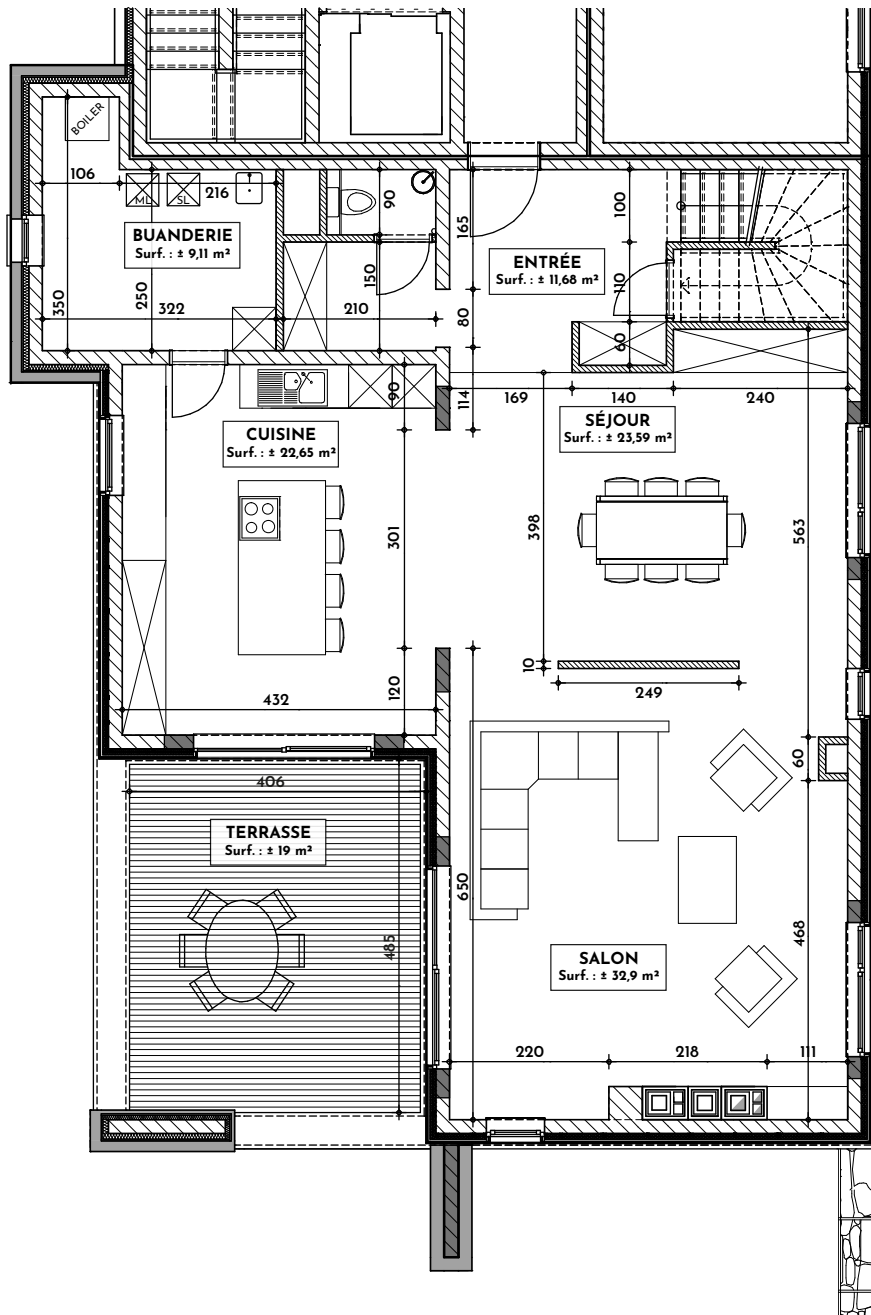 BOILER
106
216
ML
SL
90
165
100
BUANDERIE
Surf. : ± 9,11 m²
ENTRÉE
Surf. : ± 11,68 m²
350
250
150
110
322
210
80
60
90
114
169
140
240
CUISINE
Surf. : ± 22,65 m²
SÉJOUR
Surf. : ± 23,59 m²
301
398
563
10
249
120
432
60
406
TERRASSE
Surf. : ± 19 m²
650
485
468
SALON
Surf. : ± 32,9 m²
220
218
111